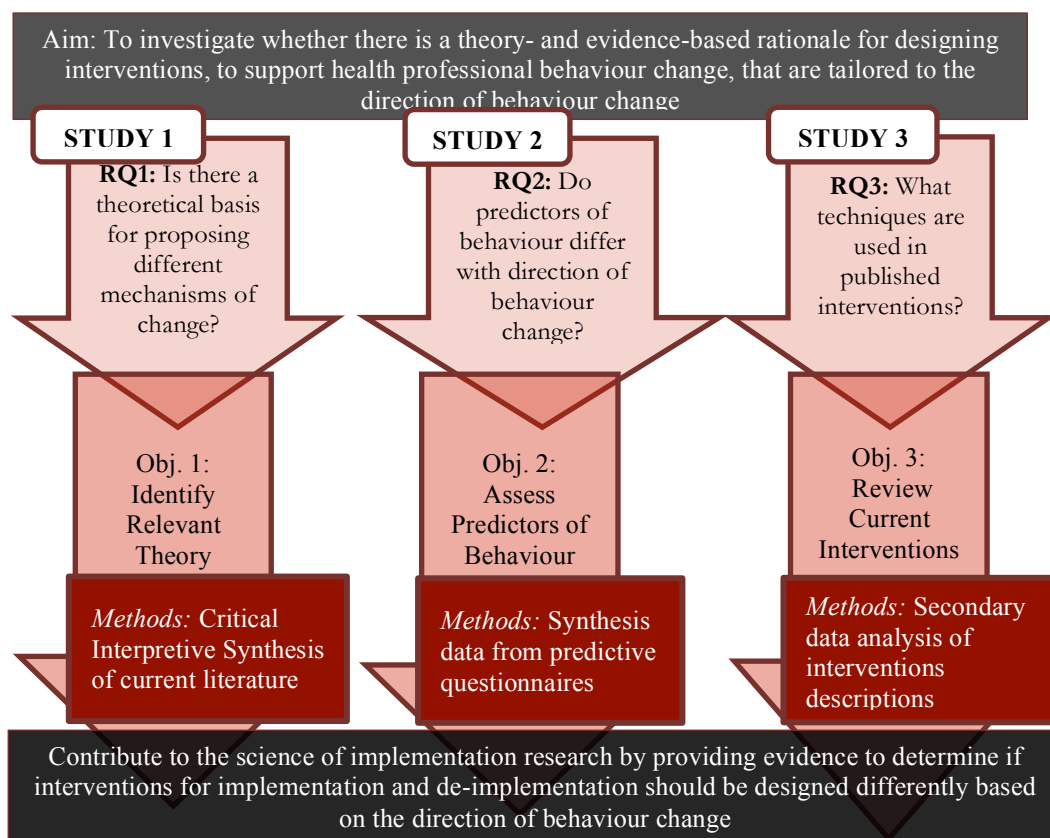 Aim: To investigate whether there is a theory- and evidence-based rationale for designing
interventions, to support health professional behaviour change, that are tailored to the
direction of behaviour change
STUDY 1
RQ1: Is there a
theoretical basis
for proposing
different
mechanisms of
change?
Obj. 1:
Identify
Relevant
Theory
Methods: Critical
Interpretive Synthesis
of current literature
STUDY 2
RQ2: Do
predictors of
behaviour differ
with direction of
behaviour
change?
Obj. 2:
Assess
Predictors of
Behaviour
Methods: Synthesis
data from predictive
questionnaires
STUDY 3
RQ3: What
techniques are
used in
published
interventions?
Obj. 3:
Review
Current
Interventions
Methods: Secondary
data analysis of
interventions
descriptions
Contribute to the science of implementation research by providing evidence to determine if
interventions for implementation and de-implementation should be designed differently based
on the direction of behaviour change